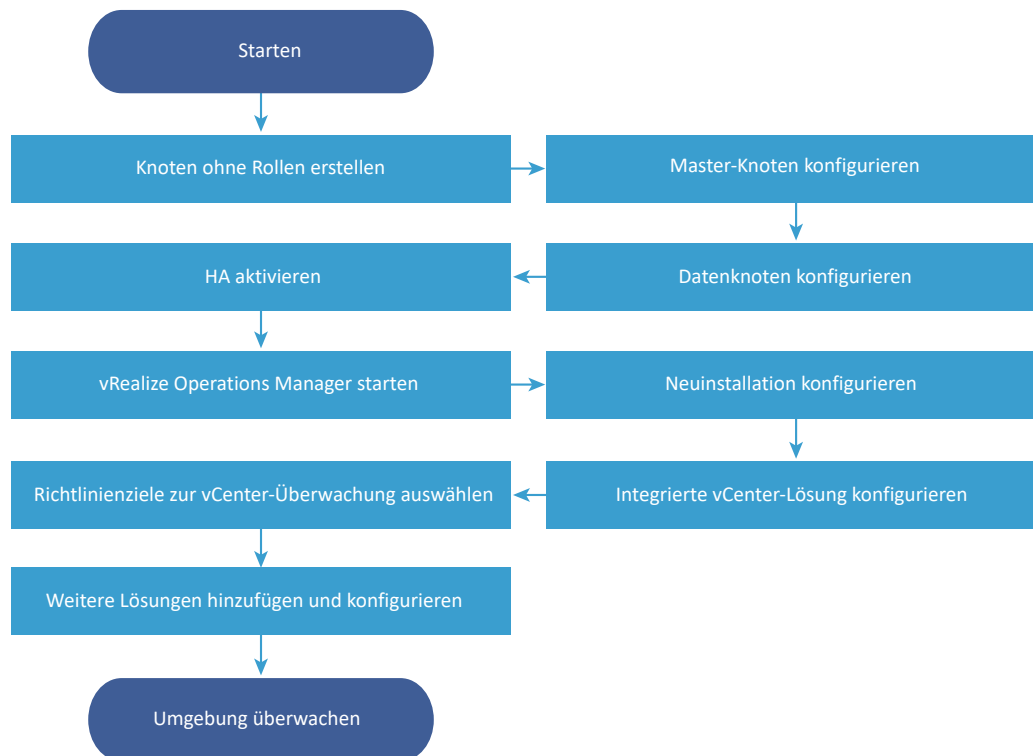 Starten
Knoten ohne Rollen erstellen
Master-Knoten konfigurieren
Datenknoten konfigurieren
HA aktivieren
vRealize Operations Manager starten
Neuinstallation konfigurieren
Integrierte vCenter-Lösung konfigurieren
Richtlinienziele zur vCenter-Überwachung auswählen
Weitere Lösungen hinzufügen und konfigurieren
Umgebung überwachen